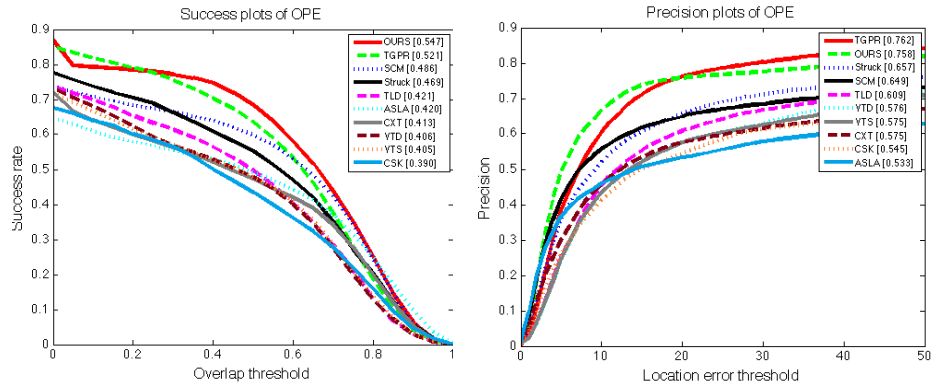 Success plots of OPE
0.9
0.8
0.7
0.6
0.5
0.4
0.3
0.2
0.1
0
0 0.2 0.4 0.6 0.8 1
Success rate
Overlap threshold
OURS [0.547]
TGPR [0.521]
SCM [0.486]
Struck [0.469]
TLD [0.421]
ASLA [0.420]
CXT [0.413]
YTD [0.406]
YTS [0.405]
CSK [0.390]
Precision plots of OPE
0.9
0.8
0.7
0.6
0.5
0.4
0.3
0.2
0.1
0
0 10 20 30 40 50
Precision
Location error threshold
TGPR [0.762]
OURS [0.758]
Struck [0.657]
SCM [0.649]
TLD [0.609]
YTD [0.576]
YTS [0.575]
CXT [0.575]
CSK [0.545]
ASLA [0.533]